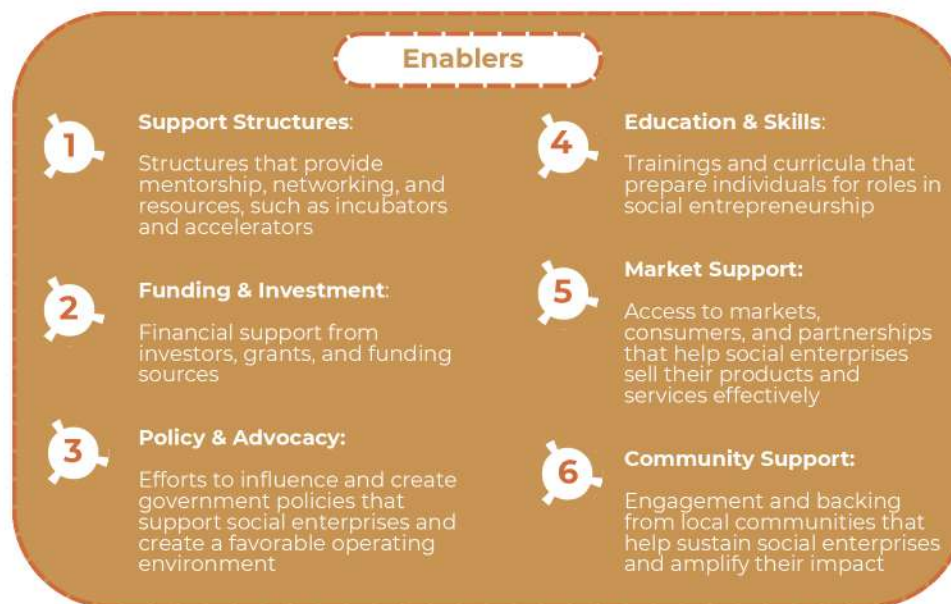 Enablers
1
Support Structures:
Structures that provide
mentorship, networking, and
resources, such as incubators
and accelerators
2
Funding & Investment:
Financial support from
investors, grants, and funding
sources
3
Policy & Advocacy:
Efforts to influence and create
government policies that
support social enterprises and
create a favorable operating
environment
4
Education & Skills:
Trainings and curricula that
prepare individuals for roles in
social entrepreneurship
5
Market Support:
Access to markets,
consumers, and partnerships
that help social enterprises
sell their products and
services effectively
6
Community Support:
Engagement and backing
from local communities that
help sustain social enterprises
and amplify their impact